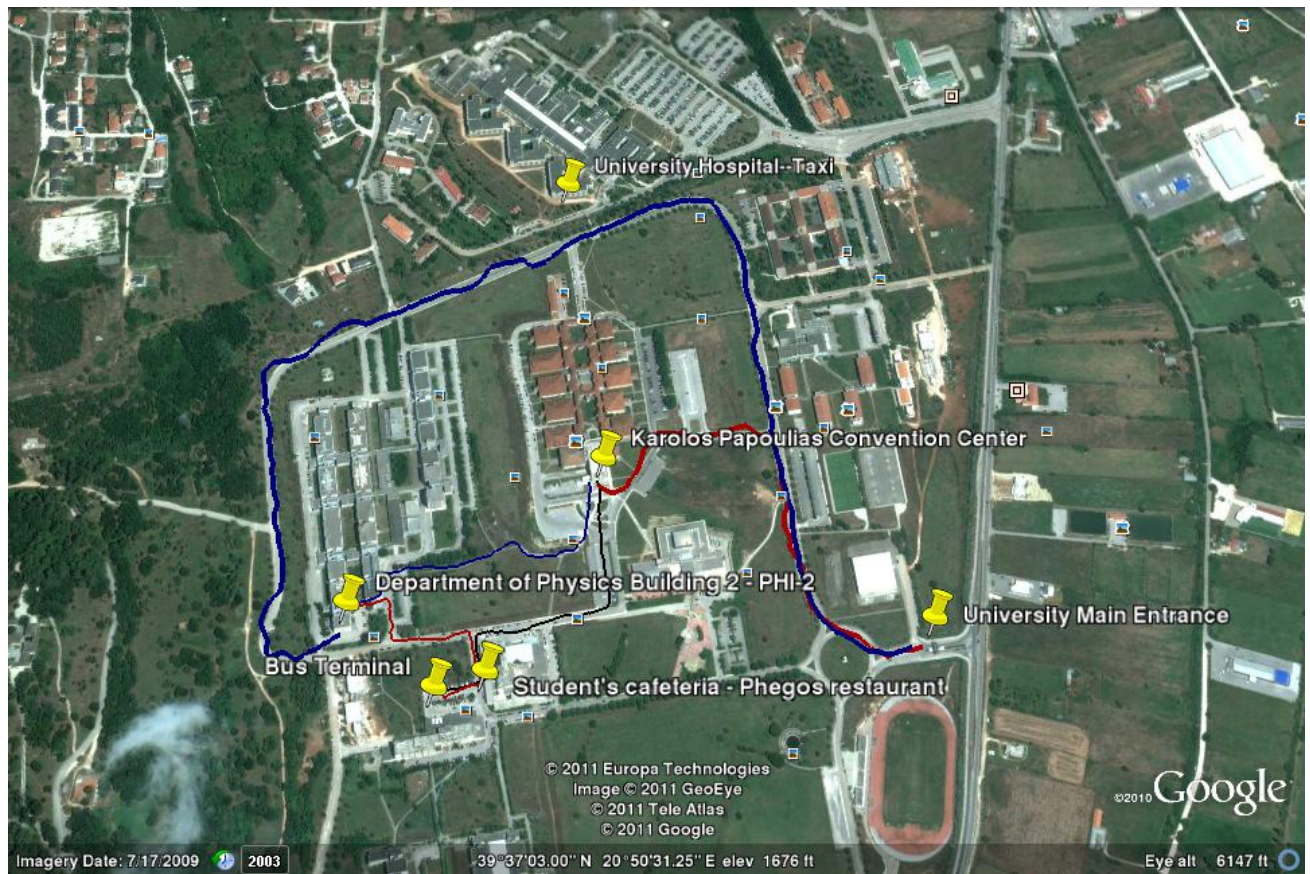 University Hospital--Taxi
Karolos Papoulias Convention Center
Department of Physics Building 2 - PHI-2
University Main Entrance
Bus Terminal
Student's cafeteria - Phegos restaurant
© 2011 Europa Technologies
Image © 2011 GeoEye
© 2011 Tele Atlas
© 2011 Google
©2010 Google
Imagery Date: 7/17/2009 2003 39°37'03.00" N 20°50'31.25" E elev 1676 ft Eye alt 6147 ft